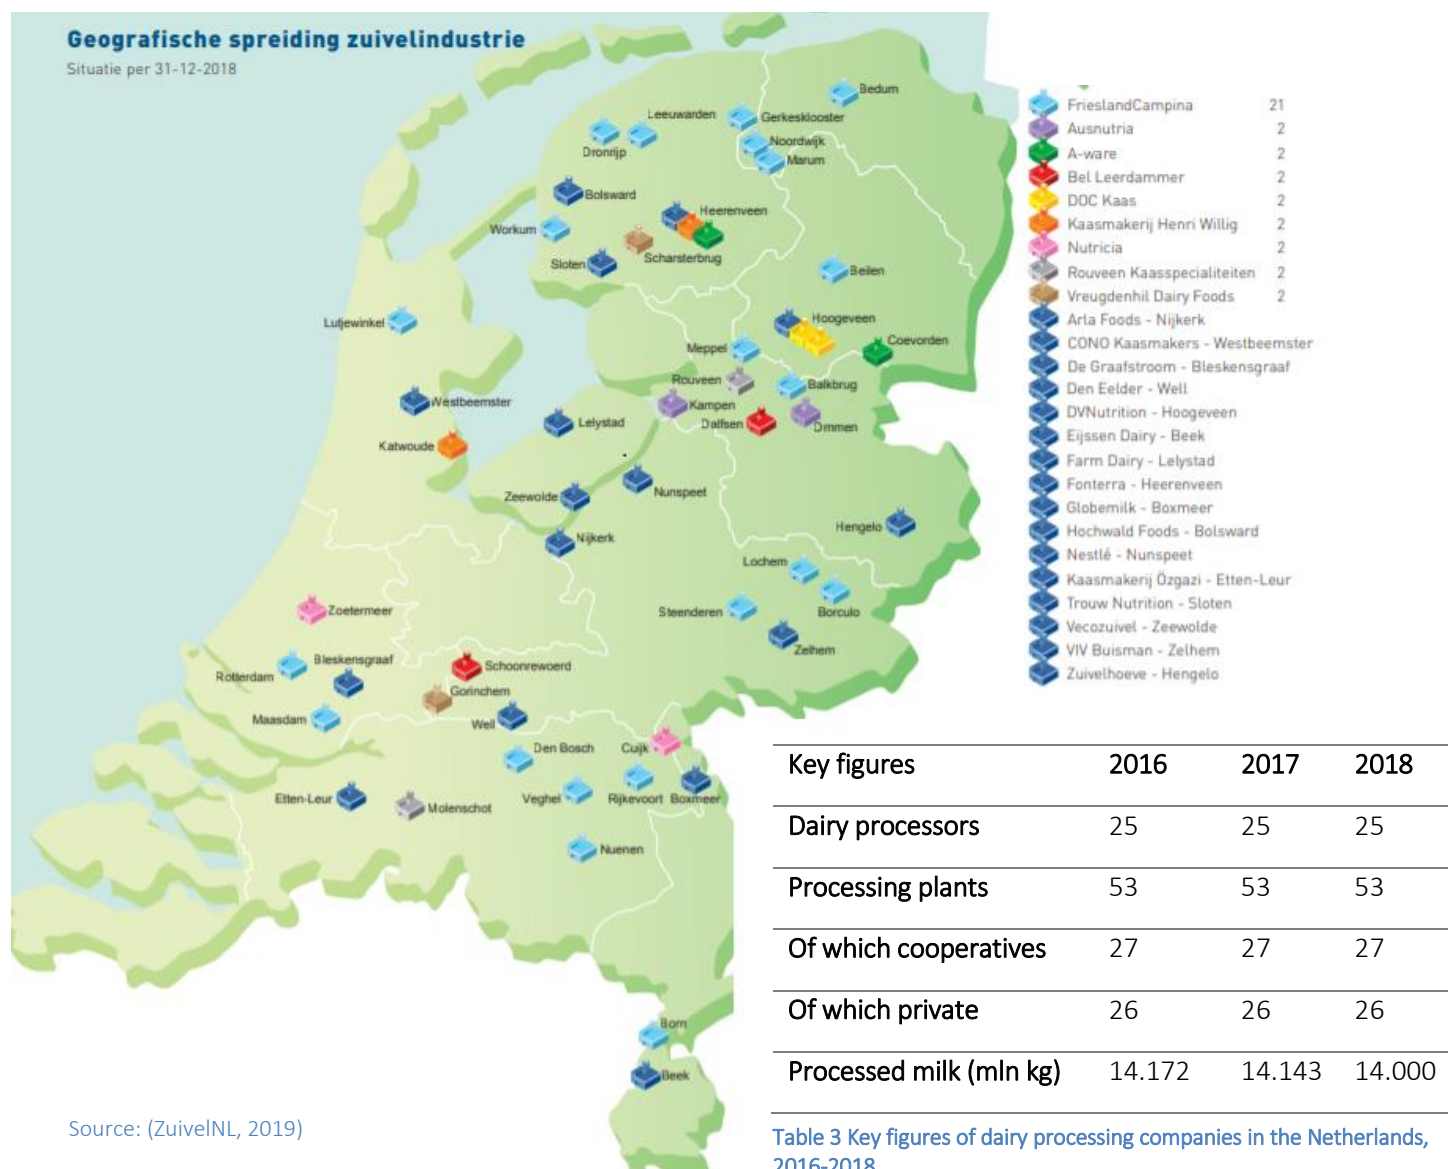 Geografische spreiding zuivelindustrie
Situatie per 31-12-2018
Bedum
Leeuwarden
Gerkesklooster
Noordwijk
Dronrijp
Marum
Bolsward
Heerenveen
Workum
Scharsterbrug
Sloten
Beilen
Lutjewinkel
Hoogeveen
Coevorden
Meppel
Rouveen
Balkbrug
Westbeemster
Kampen
Dalfsen
Ommen
Lelystad
Katwoude
Zeewolde
Nunspeet
Hengelo
Nijkerk
Lochem
Zoetermeer
Steenderen
Borculo
Zelhem
Bleskensgraaf
Schoonrewoerd
Rotterdam
Gorinchem
Maasdam
Well
Den Bosch
Cuijk
Etten-Leur
Molenschot
Veghel
Rijkevoort
Boxmeer
Nuenen
Born
Beek
FrieslandCampina 21
Ausnutria 2
A-ware 2
Bel Leerdammer 2
DOC Kaas 2
Kaasmakerij Henri Willig 2
Nutricia 2
Rouveen Kaasspecialiteiten 2
Vreugdenhil Dairy Foods 2
Arla Foods - Nijkerk
CONO Kaasmakers - Westbeemster
De Graafstroom - Bleskensgraaf
Den Eelder - Well
DVNutrition - Hoogeveen
Eijssen Dairy - Beek
Farm Dairy - Lelystad
Fonterra - Heerenveen
Globemilk - Boxmeer
Hochwald Foods - Bolsward
Nestlé - Nunspeet
Kaasmakerij Özgazi - Etten-Leur
Trouw Nutrition - Sloten
Vecozuivel - Zeewolde
VIV Buisman - Zelhem
Zuivelhoeve - Hengelo
Key figures 2016 2017 2018
Dairy processors 25 25 25
Processing plants 53 53 53
Of which cooperatives 27 27 27
Of which private 26 26 26
Processed milk (mln kg) 14.172 14.143 14.000
Source: (ZuivelNL, 2019)
Table 3 Key figures of dairy processing companies in the Netherlands,
2016-2018